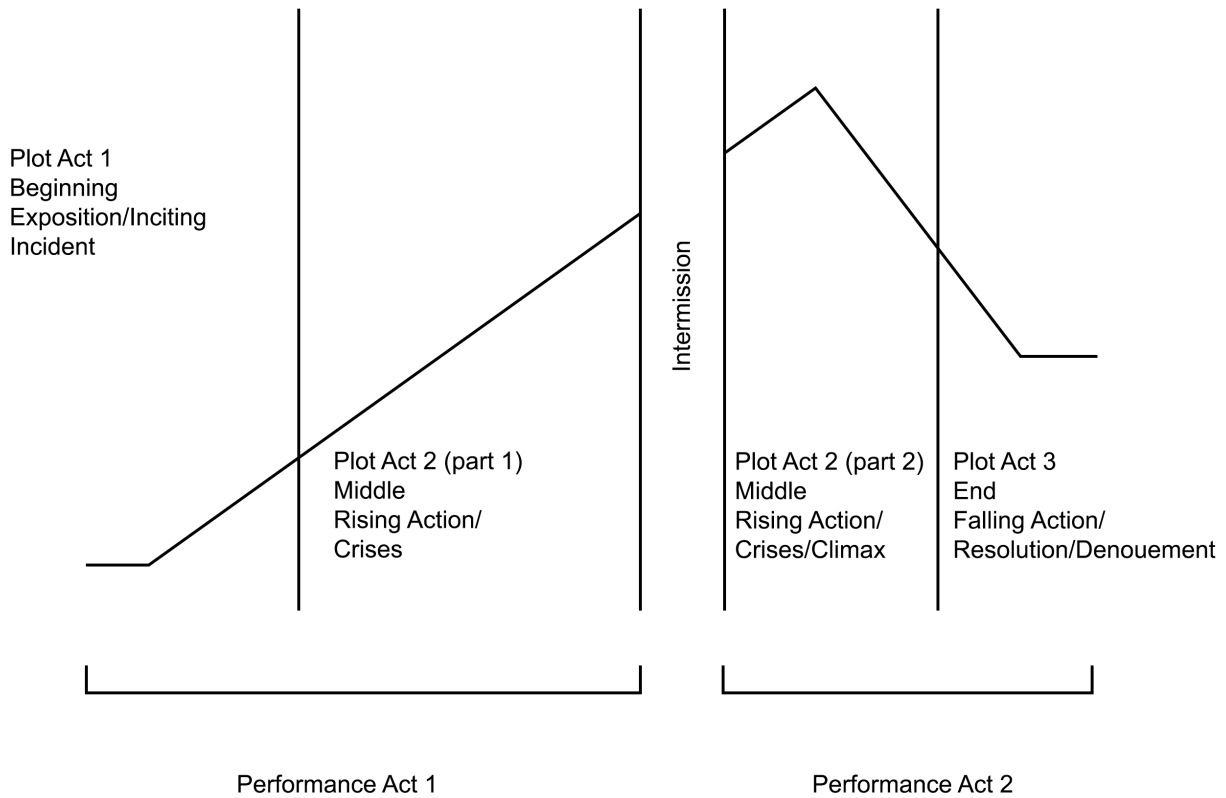 Plot Act 1
Beginning
Exposition/Inciting
Incident
Plot Act 2 (part 1)
Middle
Rising Action/
Crises
Intermission
Plot Act 2 (part 2)
Middle
Rising Action/
Crises/Climax
Plot Act 3
End
Falling Action/
Resolution/Denouement
Performance Act 1
Performance Act 2